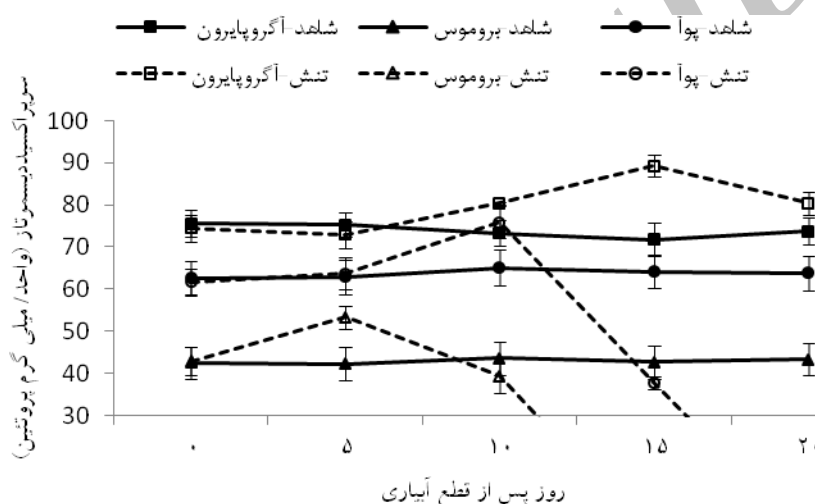 شاهد-آگروپایرون شاهد-بروموس شاهد-پوآ
تنش-آگروپایرون تنش-بروموس تنش-پوآ
سوپراکسیددیسموتاز (واحد/ میلی گرم پروتئین)
100
90
80
70
60
50
40
30
۰ ۵ ۱۰ ۱۵ ۲۰
روز پس از قطع آبیاری